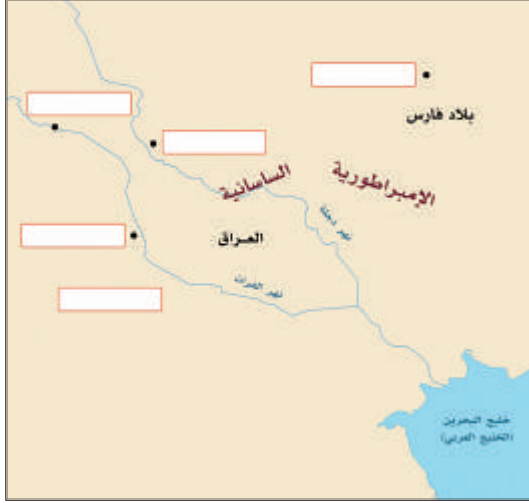 بلاد فارس
الإمبراطورية
الساسانية
نهر دجلة
العراق
نهر الفرات
خليج البحرين
(الخليج العربي)